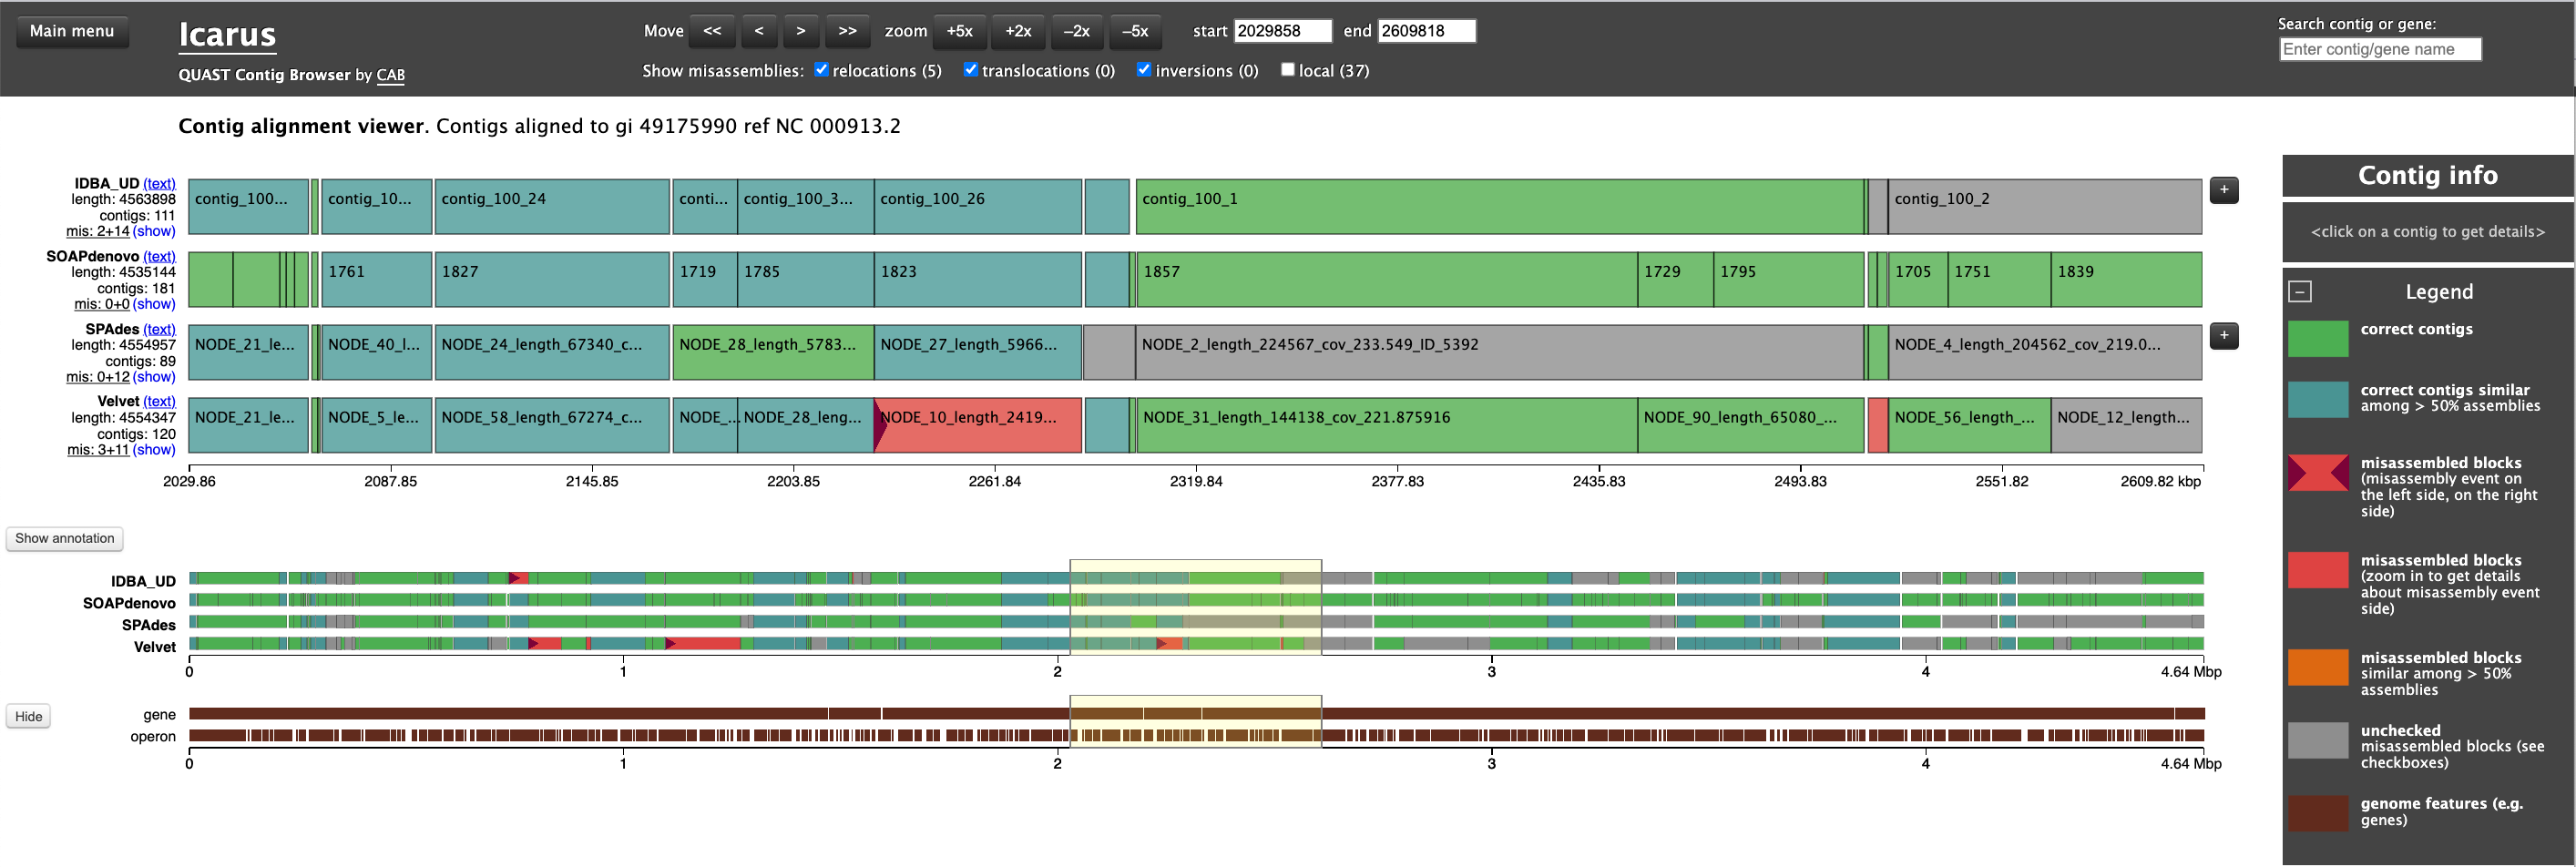 Main menu
Icarus
QUAST Contig Browser by CAB
Move << < > >> zoom +5x +2x –2x –5x start 2029858 end 2609818
Show misassemblies: relocations (5) translocations (0) inversions (0) local (37)
Search contig or gene:
Enter contig/gene name
Contig alignment viewer. Contigs aligned to gi 49175990 ref NC 000913.2
IDBA_UD (text)
length: 4563898
contigs: 111
mis: 2+14 (show)
contig_100... contig_10... contig_100_24 conti... contig_100_3... contig_100_26 contig_100_1 contig_100_2
+
SOAPdenovo (text)
length: 4535144
contigs: 181
mis: 0+0 (show)
1761 1827 1719 1785 1823 1857 1729 1795 1705 1751 1839
SPAdes (text)
length: 4554957
contigs: 89
mis: 0+12 (show)
NODE_21_le... NODE_40_l... NODE_24_length_67340_c... NODE_28_length_5783... NODE_27_length_5966... NODE_2_length_224567_cov_233.549_ID_5392 NODE_4_length_204562_cov_219.0...
+
Velvet (text)
length: 4554347
contigs: 120
mis: 3+11 (show)
NODE_21_le... NODE_5_le... NODE_58_length_67274_c... NODE_... NODE_28_leng... NODE_10_length_2419... NODE_31_length_144138_cov_221.875916 NODE_90_length_65080_... NODE_56_length_... NODE_12_length...
2029.86 2087.85 2145.85 2203.85 2261.84 2319.84 2377.83 2435.83 2493.83 2551.82 2609.82 kbp
Show annotation
IDBA_UD
SOAPdenovo
SPAdes
Velvet
0 1 2 3 4 4.64 Mbp
Hide
gene
operon
0 1 2 3 4 4.64 Mbp
Contig info
<click on a contig to get details>
– Legend
correct contigs
correct contigs similar
among > 50% assemblies
misassembled blocks
(misassembly event on
the left side, on the right
side)
misassembled blocks
(zoom in to get details
about misassembly event
side)
misassembled blocks
similar among > 50%
assemblies
unchecked
misassembled blocks (see
checkboxes)
genome features (e.g.
genes)